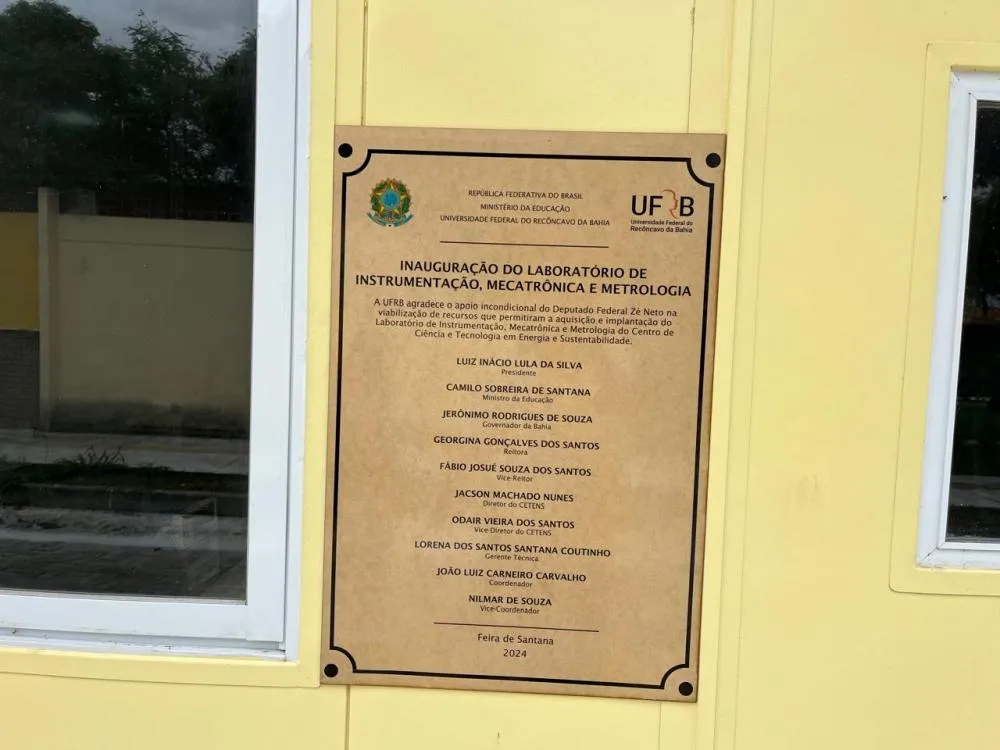 REPÚBLICA FEDERATIVA DO BRASIL
MINISTÉRIO DA EDUCAÇÃO
UNIVERSIDADE FEDERAL DO RECÔNCAVO DA BAHIA
UFRB
Universidade Federal do
Recôncavo da Bahia
INAUGURAÇÃO DO LABORATÓRIO DE
INSTRUMENTAÇÃO, MECATRÔNICA E METROLOGIA
A UFRB agradece o apoio incondicional do Deputado Federal Zé Neto na
viabilização de recursos que permitiram a aquisição e implantação do
Laboratório de Instrumentação, Mecatrônica e Metrologia do Centro de
Ciência e Tecnologia em Energia e Sustentabilidade.
LUIZ INÁCIO LULA DA SILVA
Presidente
CAMILO SOBREIRA DE SANTANA
Ministro da Educação
JERÔNIMO RODRIGUES DE SOUZA
Governador da Bahia
GEORGINA GONÇALVES DOS SANTOS
Reitora
FÁBIO JOSUÉ SOUZA DOS SANTOS
Vice-Reitor
JACSON MACHADO NUNES
Diretor do CETENS
ODAIR VIEIRA DOS SANTOS
Vice-Diretor do CETENS
LORENA DOS SANTOS SANTANA COUTINHO
Gerente Técnica
JOÃO LUIZ CARNEIRO CARVALHO
Coordenador
NILMAR DE SOUZA
Vice-Coordenador
Feira de Santana
2024